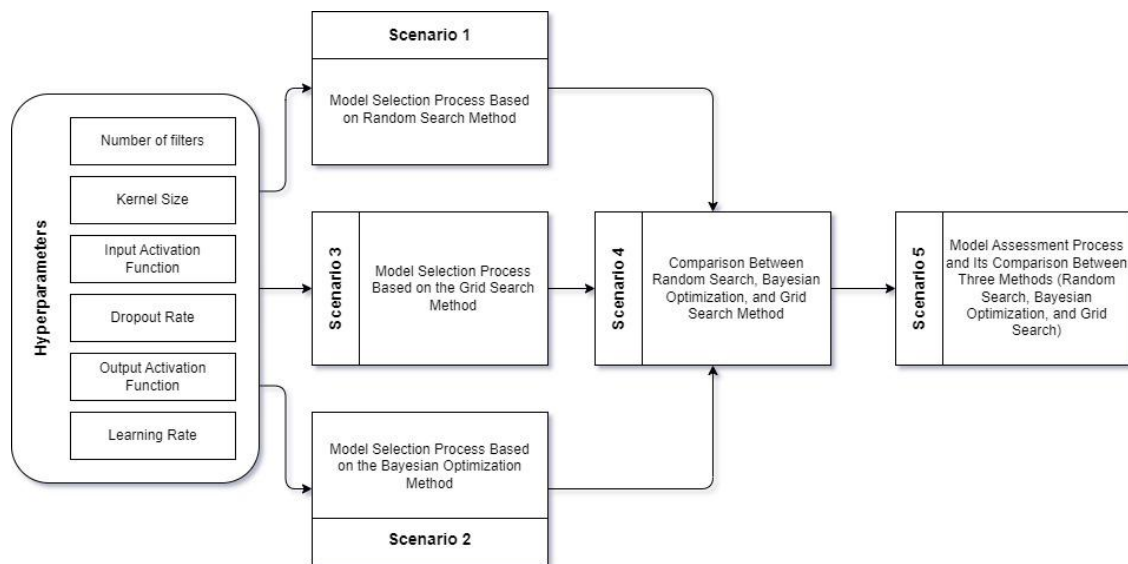 Hyperparameters
Number of filters
Kernel Size
Input Activation
Function
Dropout Rate
Output Activation
Function
Learning Rate
Scenario 1
Model Selection Process Based
on Random Search Method
Scenario 3
Model Selection Process
Based on the Grid Search
Method
Model Selection Process Based
on the Bayesian Optimization
Method
Scenario 2
Scenario 4
Comparison Between
Random Search, Bayesian
Optimization, and Grid
Search Method
Scenario 5
Model Assessment Process
and Its Comparison Between
Three Methods (Random
Search, Bayesian
Optimization, and Grid
Search)